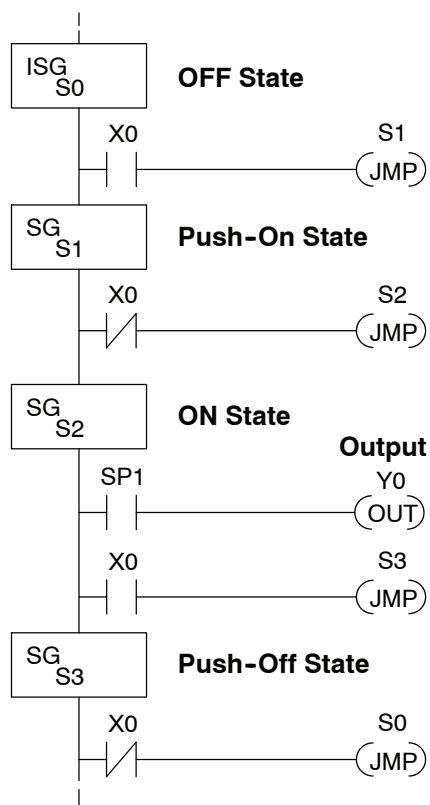 ISG
S0
OFF State
X0
S1
JMP
SG
S1
Push-On State
X0
S2
JMP
SG
S2
ON State
Output
SP1
Y0
OUT
X0
S3
JMP
SG
S3
Push-Off State
X0
S0
JMP